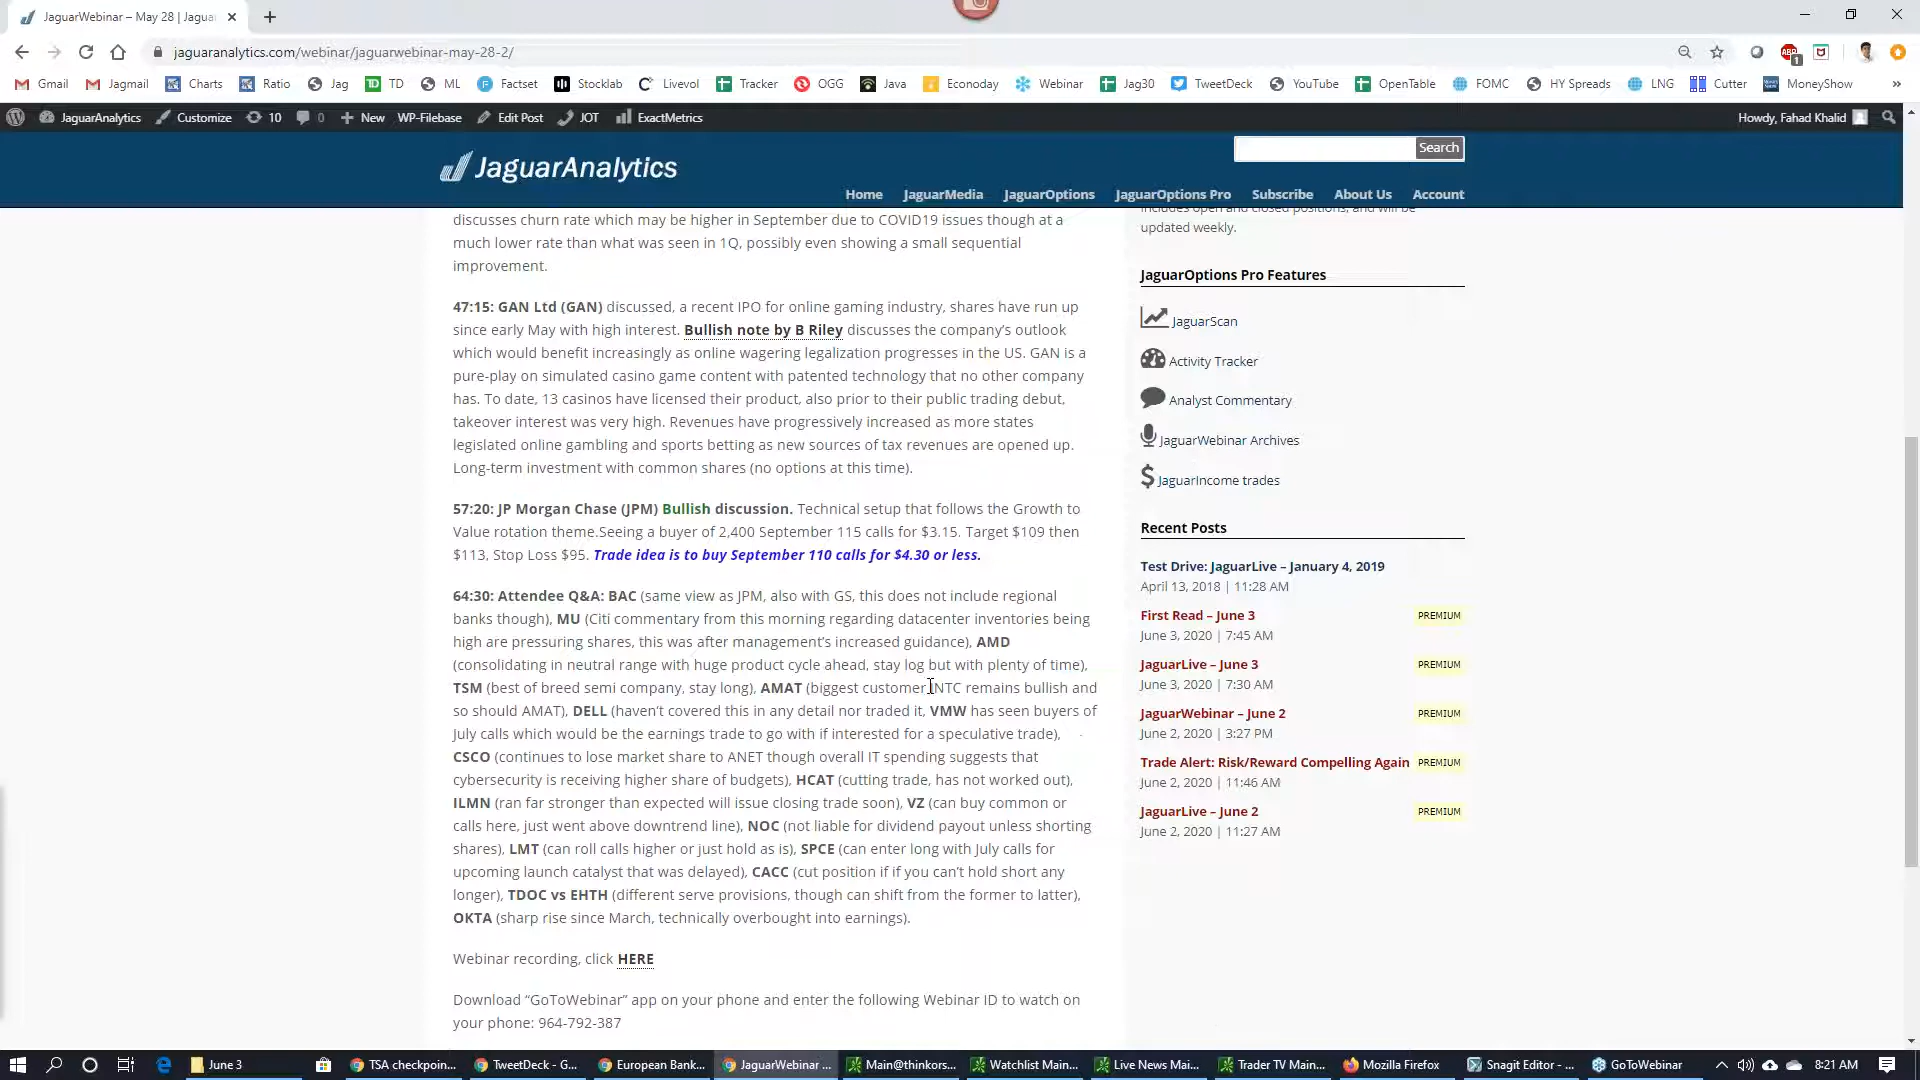 JaguarWebinar – May 28 | Jagua
jaguaranalytics.com/webinar/jaguarwebinar-may-28-2/
Gmail Jagmail Charts Ratio Jag TD ML Factset Stocklab Livevol Tracker OGG Java Econoday Webinar Jag30 TweetDeck YouTube OpenTable FOMC HY Spreads LNG Cutter MoneyShow »
JaguarAnalytics Customize 10 0 New WP-Filebase Edit Post JOT ExactMetrics Howdy, Fahad Khalid
JaguarAnalytics
Search
Home JaguarMedia JaguarOptions JaguarOptions Pro Subscribe About Us Account
discusses churn rate which may be higher in September due to COVID19 issues though at a
much lower rate than what was seen in 1Q, possibly even showing a small sequential
improvement.
47:15: GAN Ltd (GAN) discussed, a recent IPO for online gaming industry, shares have run up
since early May with high interest. Bullish note by B Riley discusses the company's outlook
which would benefit increasingly as online wagering legalization progresses in the US. GAN is a
pure-play on simulated casino game content with patented technology that no other company
has. To date, 13 casinos have licensed their product, also prior to their public trading debut,
takeover interest was very high. Revenues have progressively increased as more states
legislated online gambling and sports betting as new sources of tax revenues are opened up.
Long-term investment with common shares (no options at this time).
57:20: JP Morgan Chase (JPM) Bullish discussion. Technical setup that follows the Growth to
Value rotation theme.Seeing a buyer of 2,400 September 115 calls for $3.15. Target $109 then
$113, Stop Loss $95. Trade idea is to buy September 110 calls for $4.30 or less.
64:30: Attendee Q&A: BAC (same view as JPM, also with GS, this does not include regional
banks though), MU (Citi commentary from this morning regarding datacenter inventories being
high are pressuring shares, this was after management's increased guidance), AMD
(consolidating in neutral range with huge product cycle ahead, stay log but with plenty of time),
TSM (best of breed semi company, stay long), AMAT (biggest customer INTC remains bullish and
so should AMAT), DELL (haven't covered this in any detail nor traded it, VMW has seen buyers of
July calls which would be the earnings trade to go with if interested for a speculative trade),
CSCO (continues to lose market share to ANET though overall IT spending suggests that
cybersecurity is receiving higher share of budgets), HCAT (cutting trade, has not worked out),
ILMN (ran far stronger than expected will issue closing trade soon), VZ (can buy common or
calls here, just went above downtrend line), NOC (not liable for dividend payout unless shorting
shares), LMT (can roll calls higher or just hold as is), SPCE (can enter long with July calls for
upcoming launch catalyst that was delayed), CACC (cut position if if you can't hold short any
longer), TDOC vs EHTH (different serve provisions, though can shift from the former to latter),
OKTA (sharp rise since March, technically overbought into earnings).
Webinar recording, click HERE
Download “GoToWebinar” app on your phone and enter the following Webinar ID to watch on
your phone: 964-792-387
includes open and closed positions, and will be
updated weekly.
JaguarOptions Pro Features
JaguarScan
Activity Tracker
Analyst Commentary
JaguarWebinar Archives
JaguarIncome trades
Recent Posts
Test Drive: JaguarLive – January 4, 2019
April 13, 2018 | 11:28 AM
First Read – June 3 PREMIUM
June 3, 2020 | 7:45 AM
JaguarLive – June 3 PREMIUM
June 3, 2020 | 7:30 AM
JaguarWebinar – June 2 PREMIUM
June 2, 2020 | 3:27 PM
Trade Alert: Risk/Reward Compelling Again PREMIUM
June 2, 2020 | 11:46 AM
JaguarLive – June 2 PREMIUM
June 2, 2020 | 11:27 AM
June 3 TSA checkpoin... TweetDeck - G... European Bank... JaguarWebinar ... Main@thinkors... Watchlist Main... Live News Mai... Trader TV Main... Mozilla Firefox Snagit Editor - ... GoToWebinar 8:21 AM